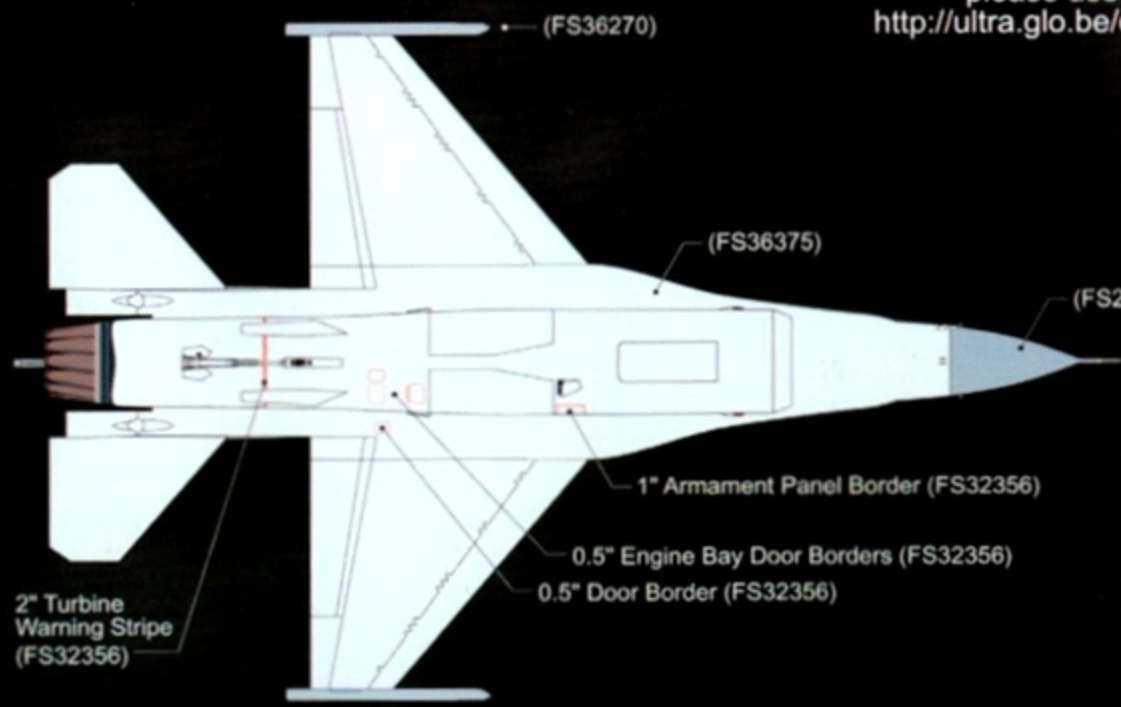 http://ultra.glo.be/
(FS36270)
(FS36375)
(FS2
1" Armament Panel Border (FS32356)
0.5" Engine Bay Door Borders (FS32356)
0.5" Door Border (FS32356)
2" Turbine
Warning Stripe
(FS32356)